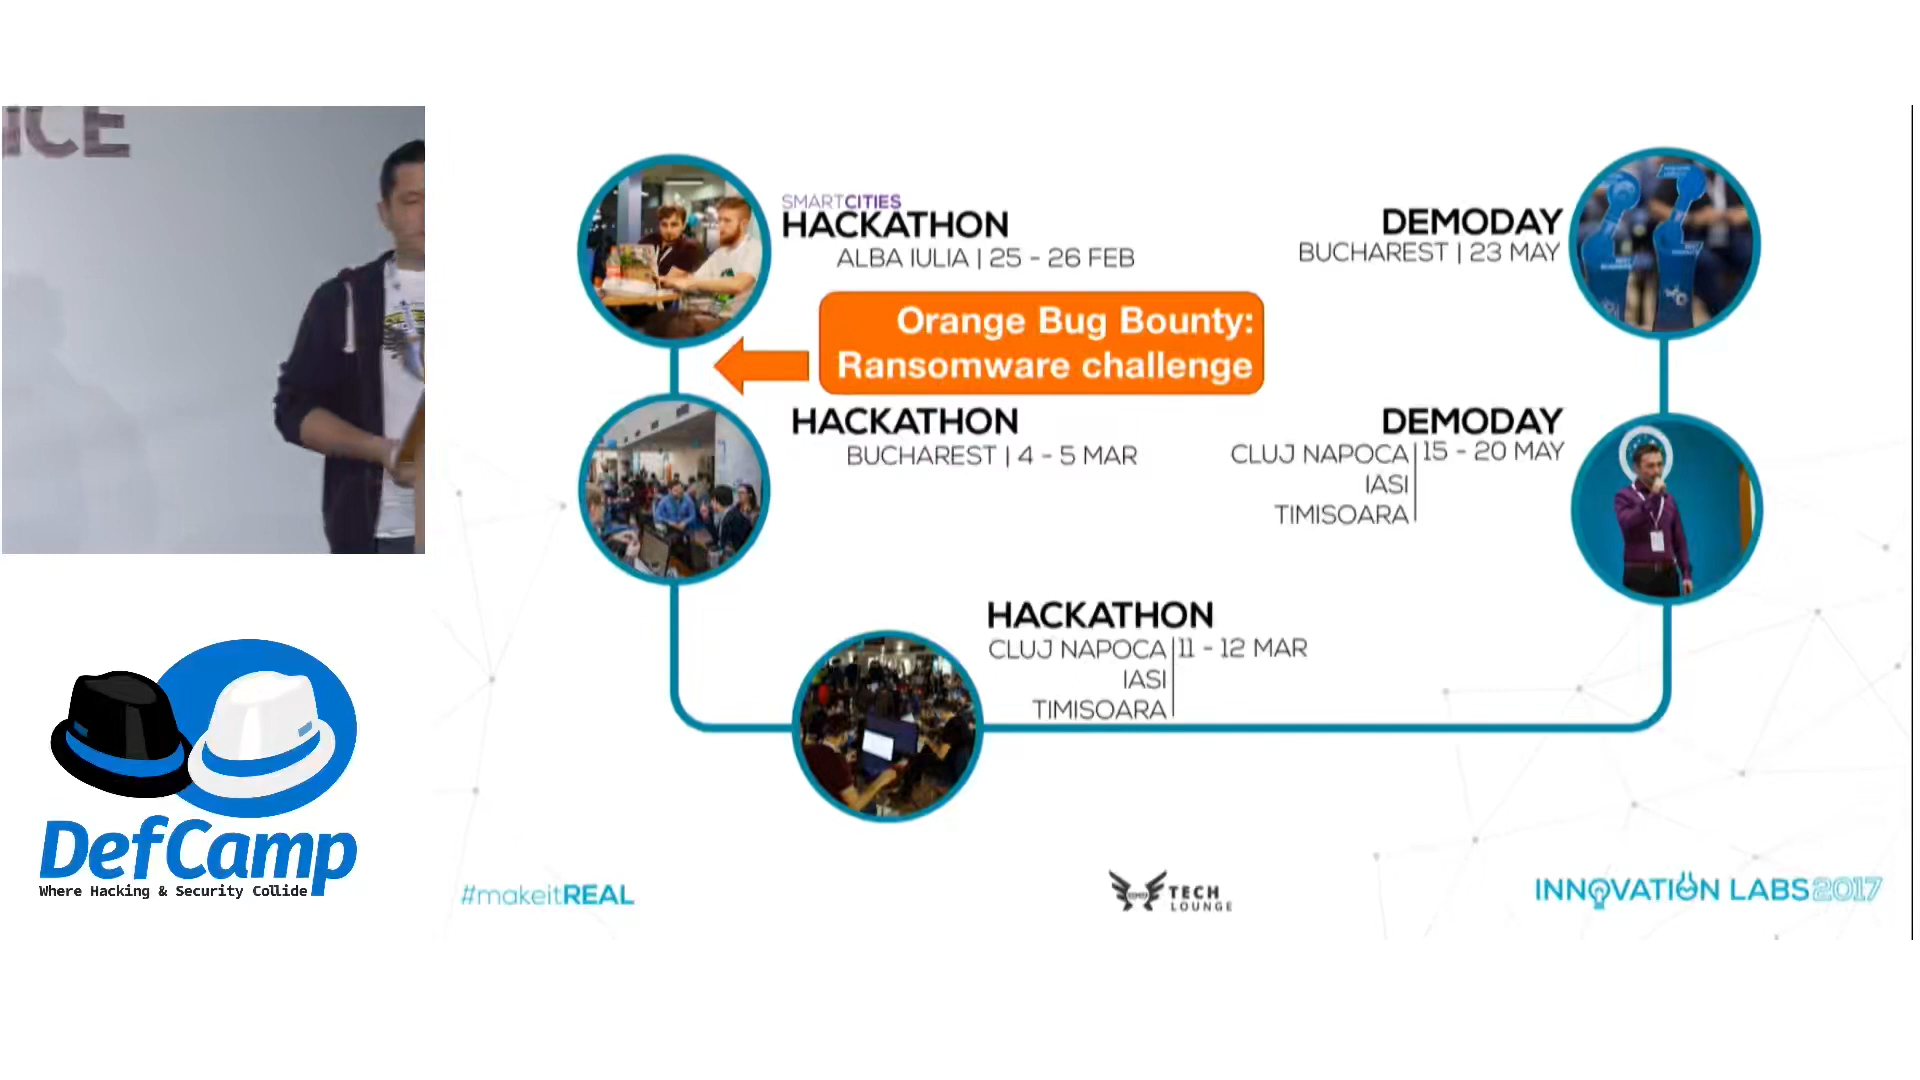 SMARTCITIES
HACKATHON
ALBA IULIA | 25 - 26 FEB
Orange Bug Bounty:
Ransomware challenge
HACKATHON
BUCHAREST | 4 - 5 MAR
HACKATHON
CLUJ NAPOCA | 11 - 12 MAR
IASI
TIMISOARA
DEMODAY
BUCHAREST | 23 MAY
DEMODAY
CLUJ NAPOCA | 15 - 20 MAY
IASI
TIMISOARA
DefCamp
Where Hacking & Security Collide
#makeitREAL
TECH
LOUNGE
INNOVATION LABS 2017